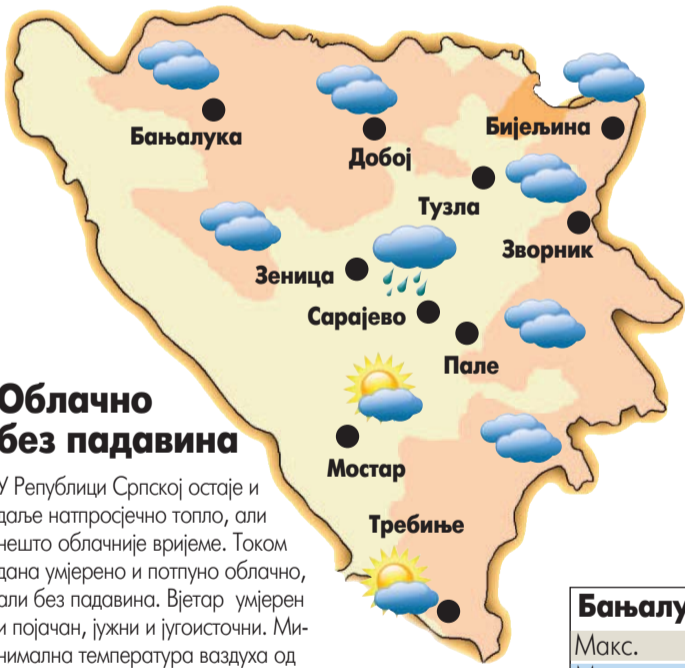 Бањалука
Добој
Бијељина
Тузла
Зворник
Зеница
Сарајево
Пале
Мостар
Требиње
Облачно
без падавина
У Републици Српској остаје и
даље натпросјечно топло, али
нешто облачније вријеме. Током
дана умјерено и потпуно облачно,
али без падавина. Вјетар умјерен
и појачан, јужни и југоисточни. Ми-
нимална температура ваздуха од
Бањалу
Макс.